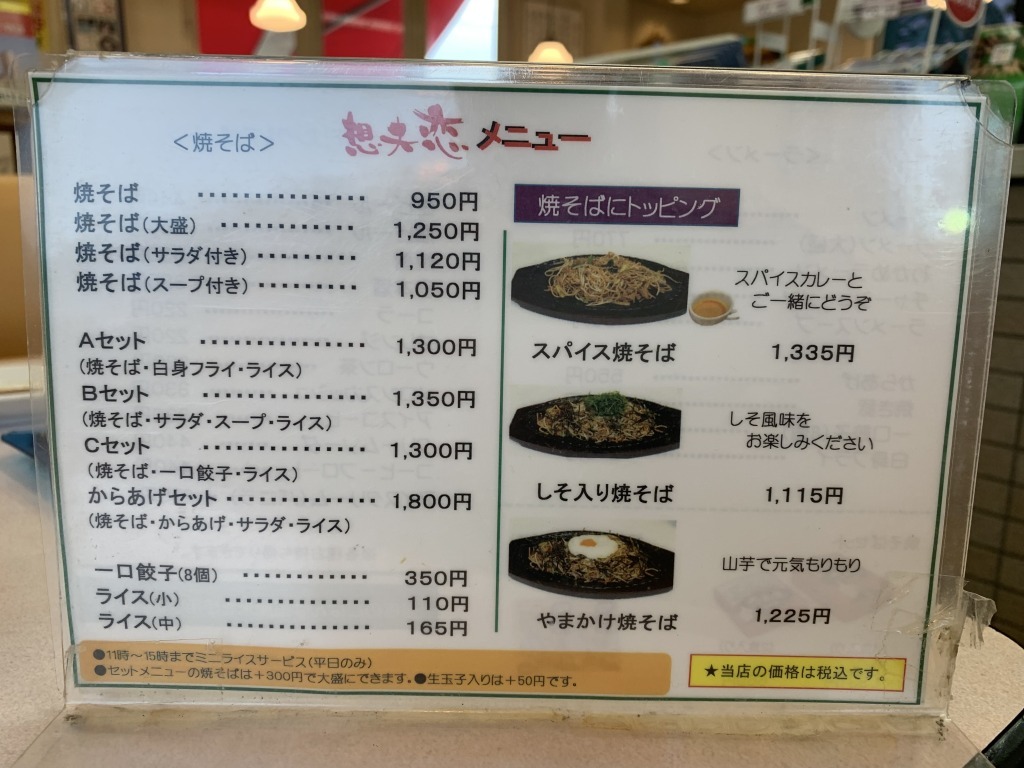 <焼そば>
想夫恋 メニュー
焼そば ・・・・・・・・・・・・・・・ 950円
焼そば(大盛) ・・・・・・・・・・・・ 1,250円
焼そば(サラダ付き) ・・・・・・・・・ 1,120円
焼そば(スープ付き) ・・・・・・・・・ 1,050円
Aセット ・・・・・・・・・・・・・・・ 1,300円
(焼そば・白身フライ・ライス)
Bセット ・・・・・・・・・・・・・・・ 1,350円
(焼そば・サラダ・スープ・ライス)
Cセット ・・・・・・・・・・・・・・・ 1,300円
(焼そば・一口餃子・ライス)
からあげセット ・・・・・・・・・・・・ 1,800円
(焼そば・からあげ・サラダ・ライス)
一口餃子(8個) ・・・・・・・・・・・ 350円
ライス(小) ・・・・・・・・・・・・・ 110円
ライス(中) ・・・・・・・・・・・・・ 165円
焼そばにトッピング
スパイスカレーと
ご一緒にどうぞ
スパイス焼そば 1,335円
しそ風味を
お楽しみください
しそ入り焼そば 1,115円
山芋で元気もりもり
やまかけ焼そば 1,225円
●11時~15時までミニライスサービス(平日のみ)
●セットメニューの焼そばは+300円で大盛にできます。●生玉子入りは+50円です。
★当店の価格は税込です。